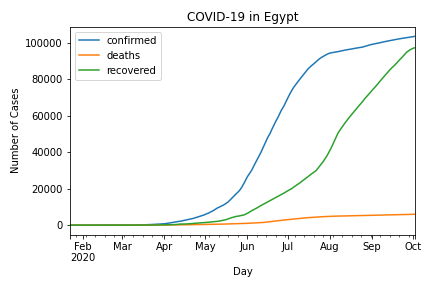 COVID-19 in Egypt
confirmed
deaths
recovered
Number of Cases
100000
80000
60000
40000
20000
0
Feb Mar Apr May Jun Jul Aug Sep Oct
2020
Day